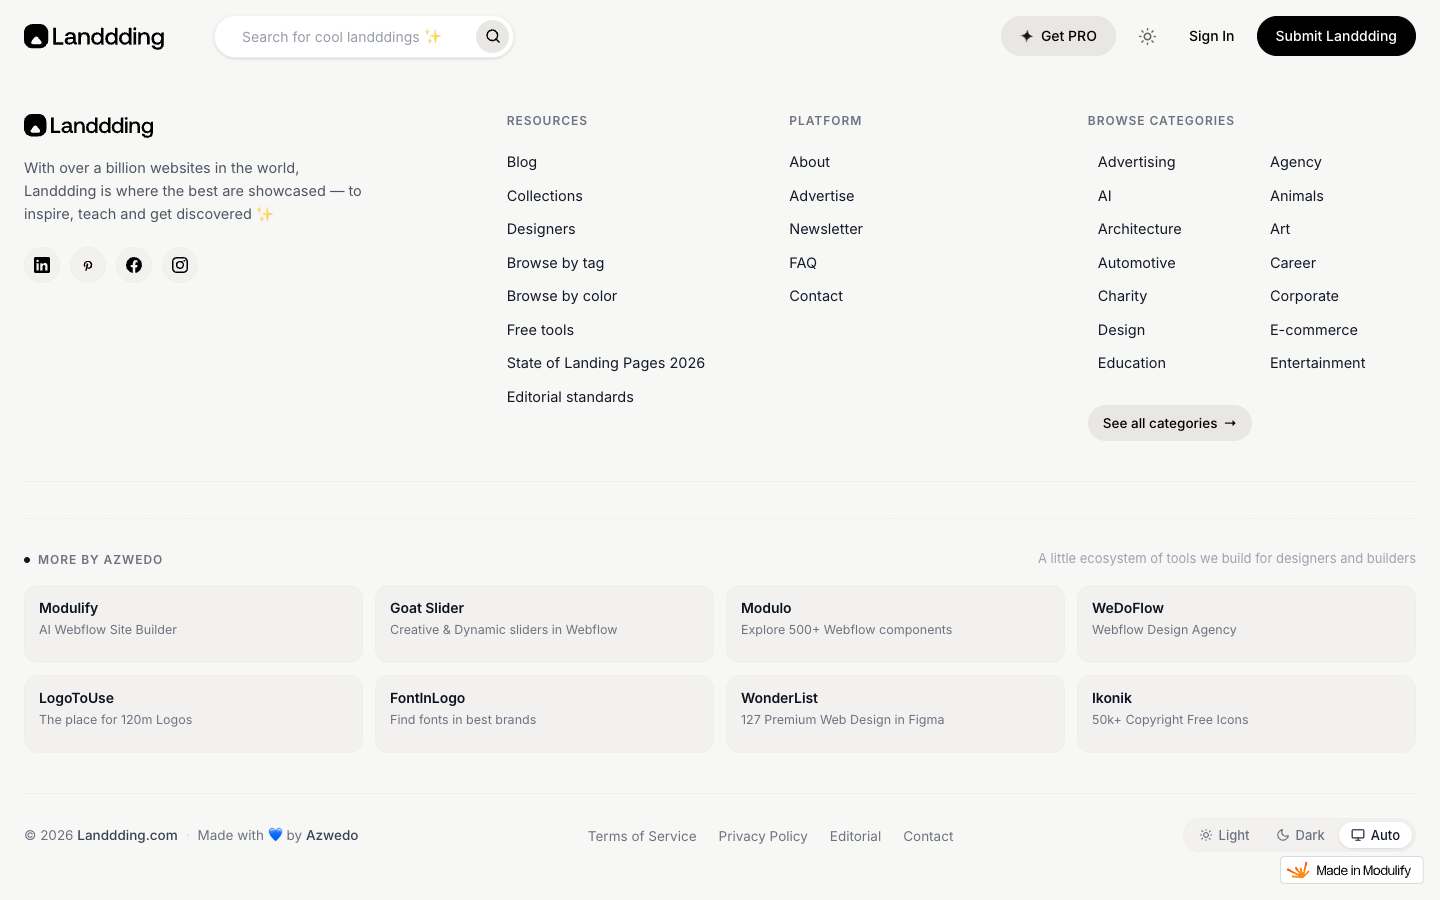 Landdding
Search for cool landddings ✨
Get PRO
Sign In
Submit Landdding
Landdding
With over a billion websites in the world,
Landdding is where the best are showcased — to
inspire, teach and get discovered ✨
RESOURCES
Blog
Collections
Designers
Browse by tag
Browse by color
Free tools
State of Landing Pages 2026
Editorial standards
PLATFORM
About
Advertise
Newsletter
FAQ
Contact
BROWSE CATEGORIES
Advertising
Agency
AI
Animals
Architecture
Art
Automotive
Career
Charity
Corporate
Design
E-commerce
Education
Entertainment
See all categories →
MORE BY AZWEDO
A little ecosystem of tools we build for designers and builders
Modulify
AI Webflow Site Builder
Goat Slider
Creative & Dynamic sliders in Webflow
Modulo
Explore 500+ Webflow components
WeDoFlow
Webflow Design Agency
LogoToUse
The place for 120m Logos
FontInLogo
Find fonts in best brands
WonderList
127 Premium Web Design in Figma
Ikonik
50k+ Copyright Free Icons
© 2026 Landdding.com · Made with 💙 by Azwedo
Terms of Service
Privacy Policy
Editorial
Contact
Light
Dark
Auto
Made in Modulify